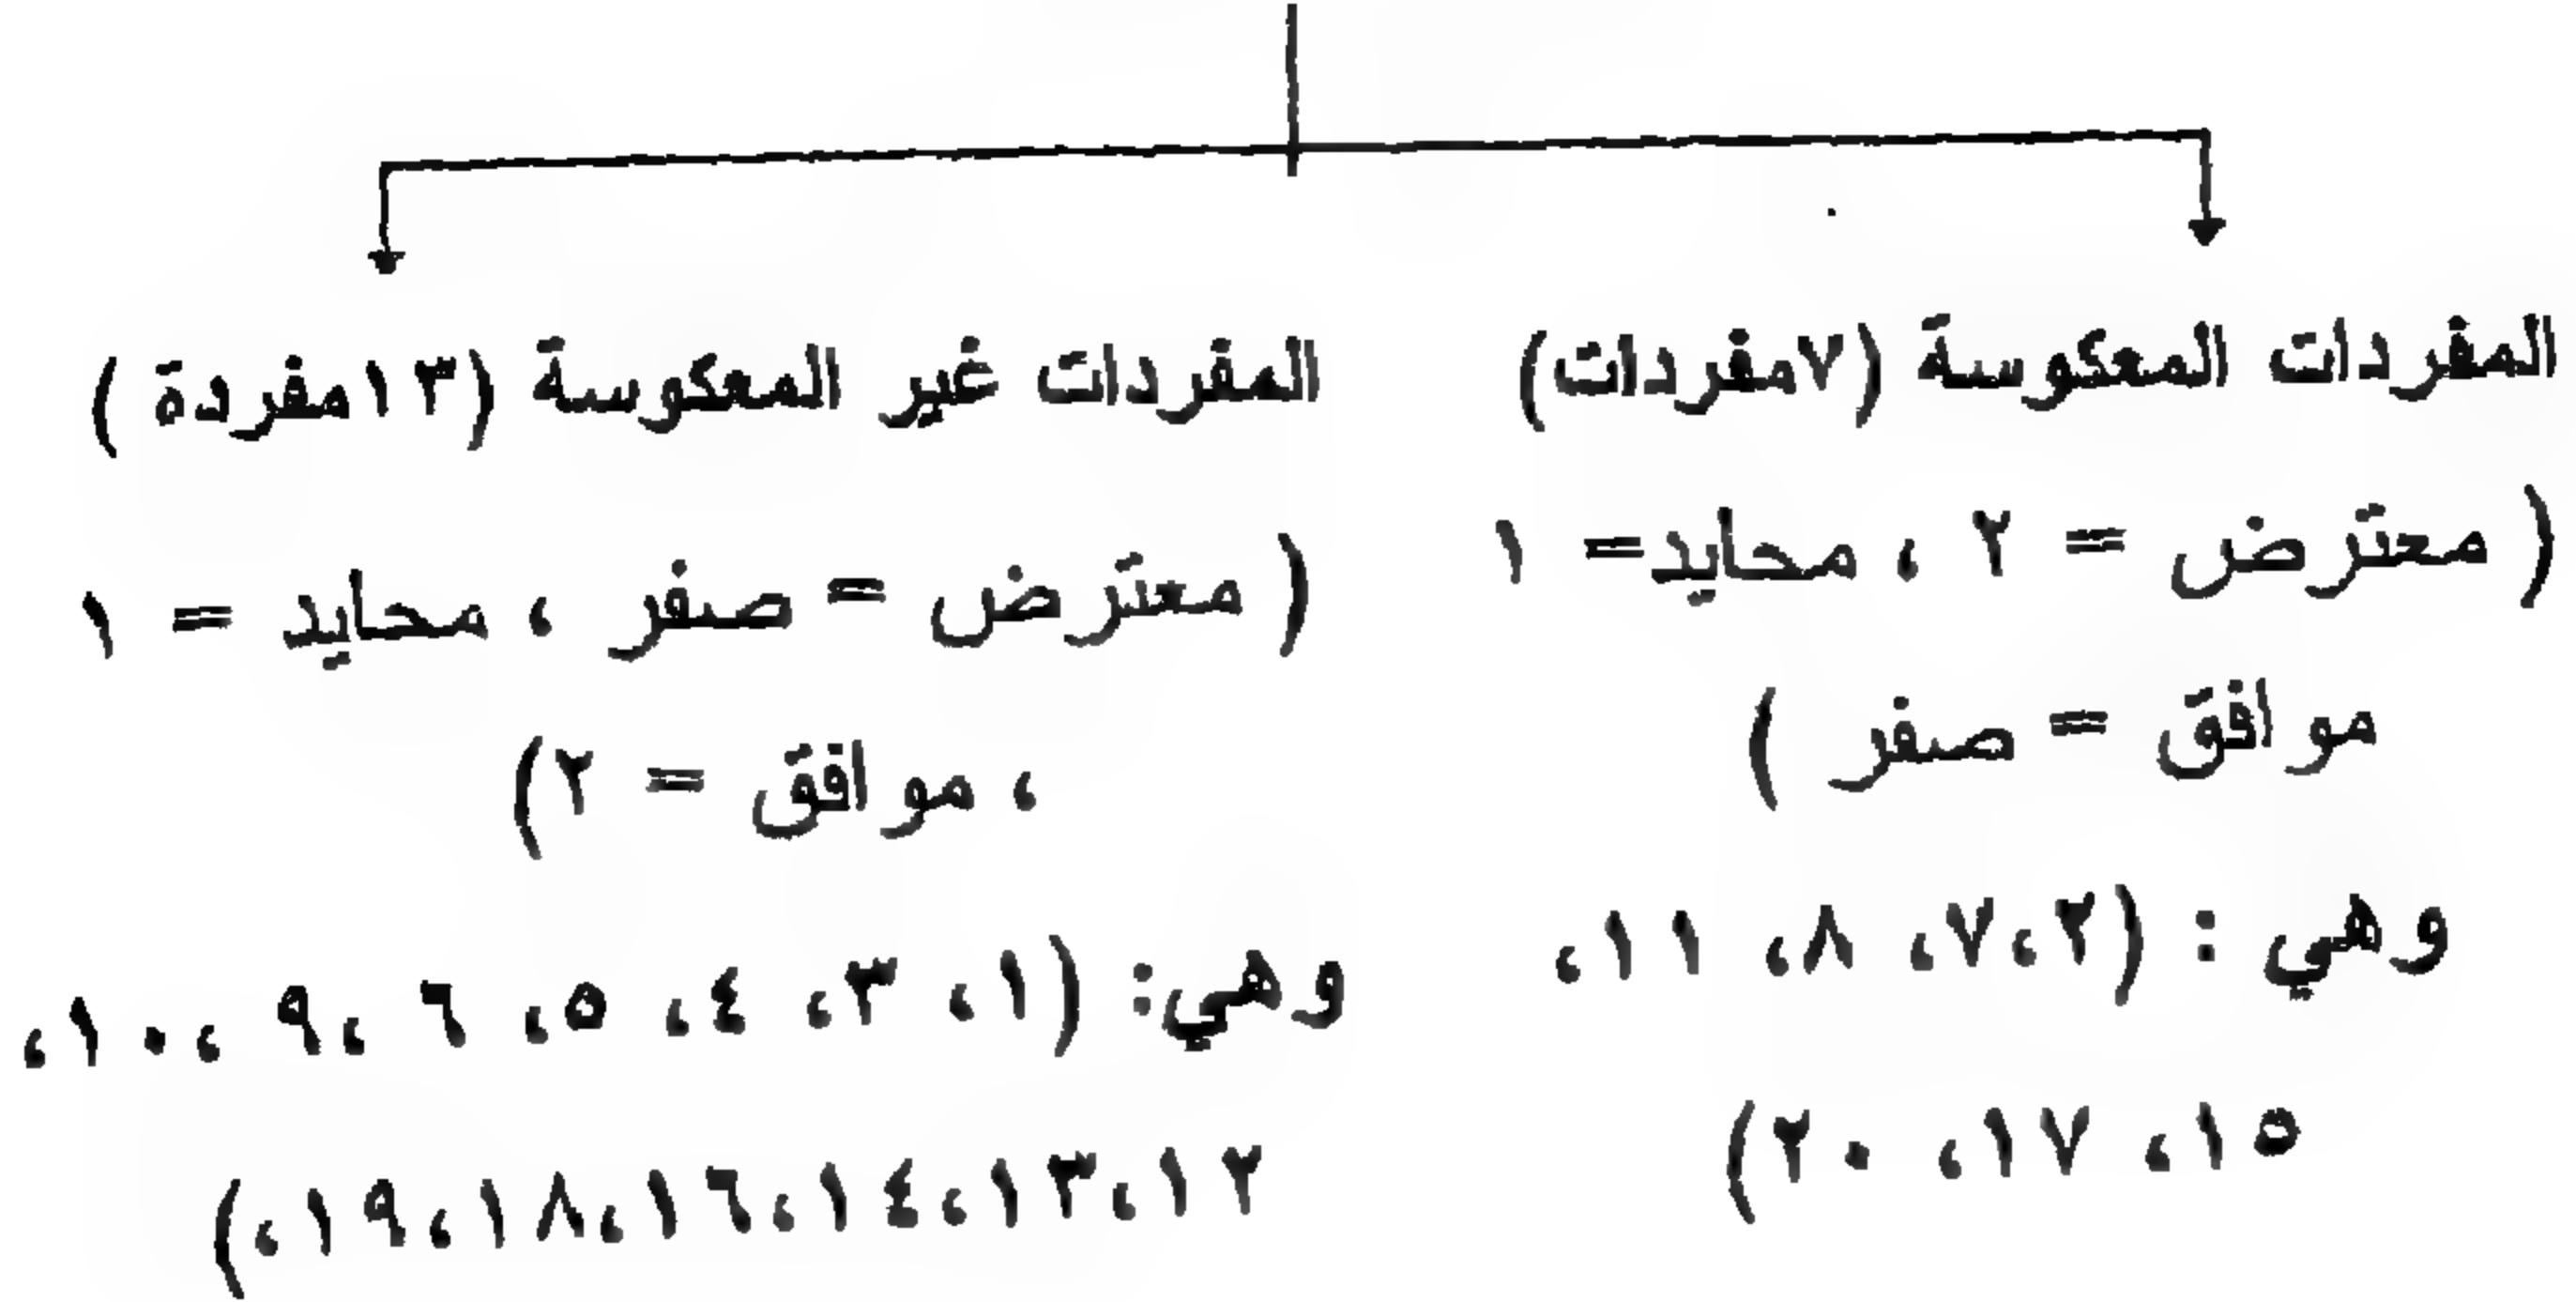 المفردات المعكوسة (٧مفردات)
( معترض = ٢ ، محايد= ١
موافق = صفر )
وهي : (٢،٧، ٨، ١١،
١٥، ١٧، ٢٠)
المفردات غير المعكوسة (١٣مفردة )
( معترض = صفر ، محايد = ١
، موافق = ٢)
وهي: (١، ٣، ٤، ٥، ٦ ،٩ ،١٠،
١٢،١٣،١٤،١٦،١٨،١٩،)